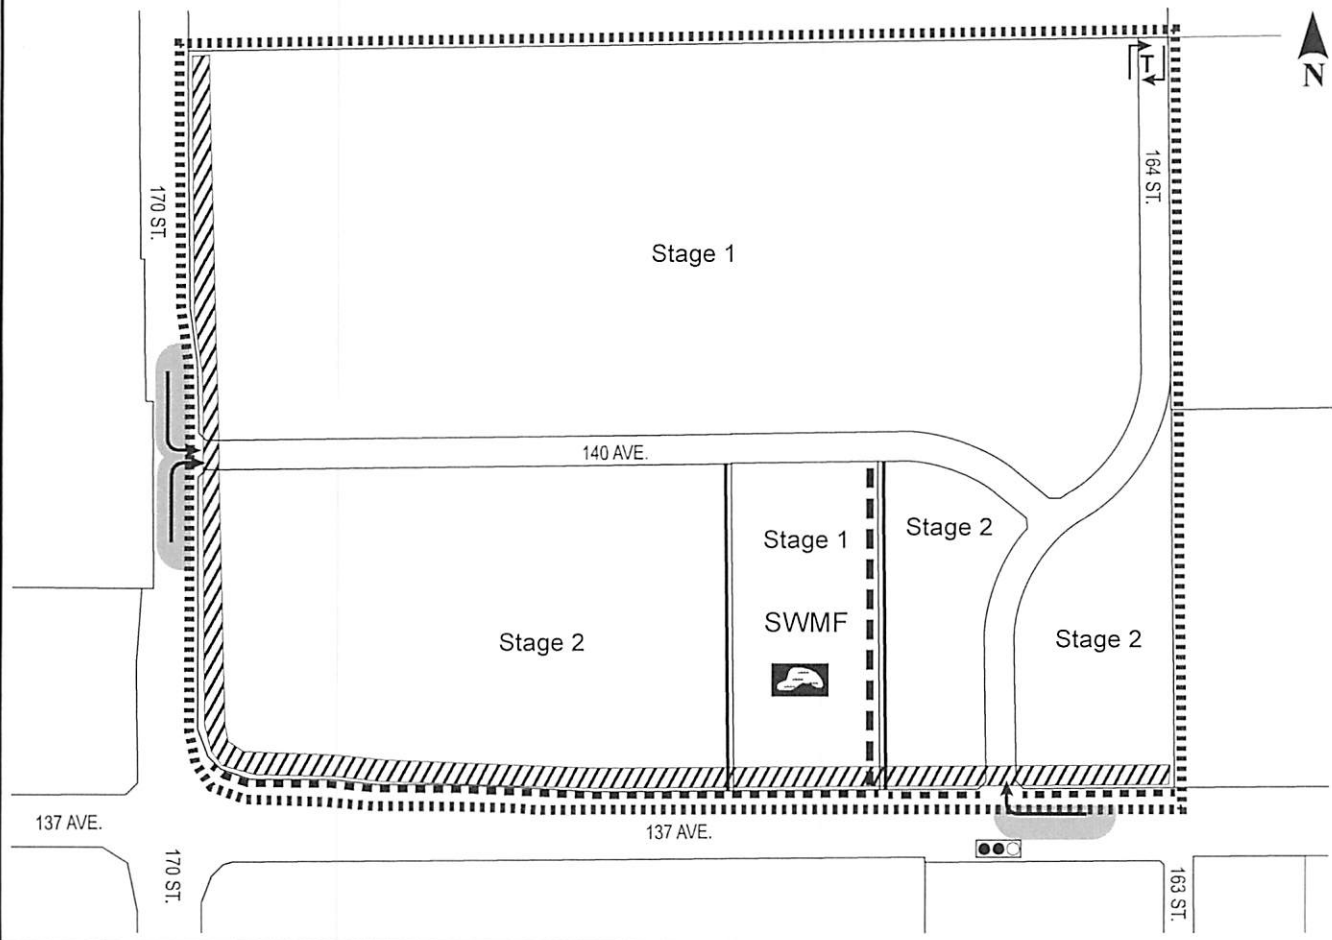 T
N
164 ST.
170 ST.
Stage 1
140 AVE.
Stage 1
Stage 2
SWMF
Stage 2
Stage 2
137 AVE.
137 AVE.
170 ST.
163 ST.